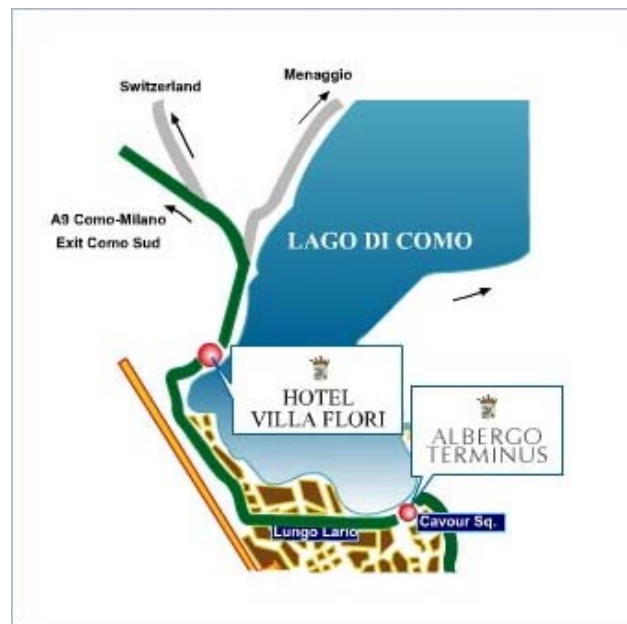 Menaggio
Switzerland
A9 Como-Milano
Exit Como Sud
LAGO DI COMO
HOTEL
VILLA FLORI
ALBERGO
TERMINUS
Cavour Sq.
Lungo Lario